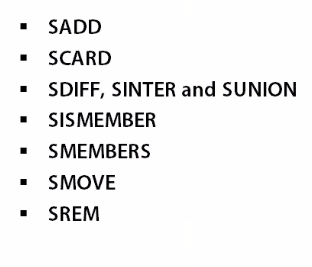 ▪ SADD
▪ SCARD
▪ SDIFF, SINTER and SUNION
▪ SISMEMBER
▪ SMEMBERS
▪ SMOVE
▪ SREM